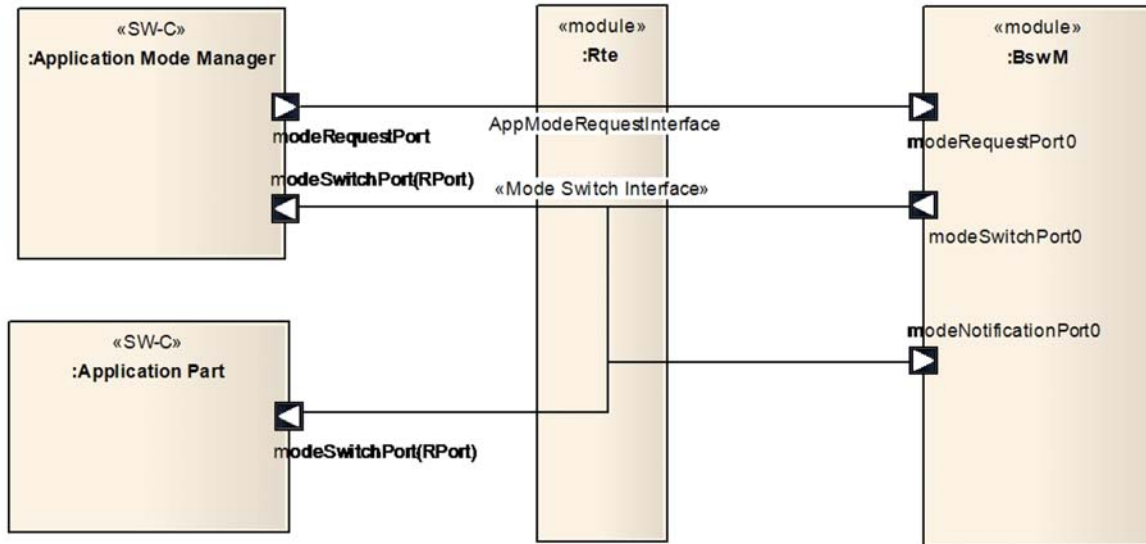 «SW-C»
:Application Mode Manager
modeRequestPort
modeSwitchPort(RPort)
«SW-C»
:Application Part
modeSwitchPort(RPort)
«module»
:Rte
AppModeRequestInterface
«Mode Switch Interface»
«module»
:BswM
modeRequestPort0
modeSwitchPort0
modeNotificationPort0